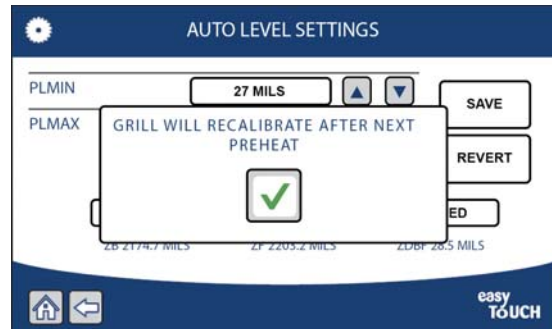 AUTO LEVEL SETTINGS
PLMIN 27 MILS SAVE
PLMAX
GRILL WILL RECALIBRATE AFTER NEXT
PREHEAT
REVERT
ED
ZB 2174.7 MILS ZF 2203.2 MILS ZDBF 28.5 MILS
easy
TOUCH